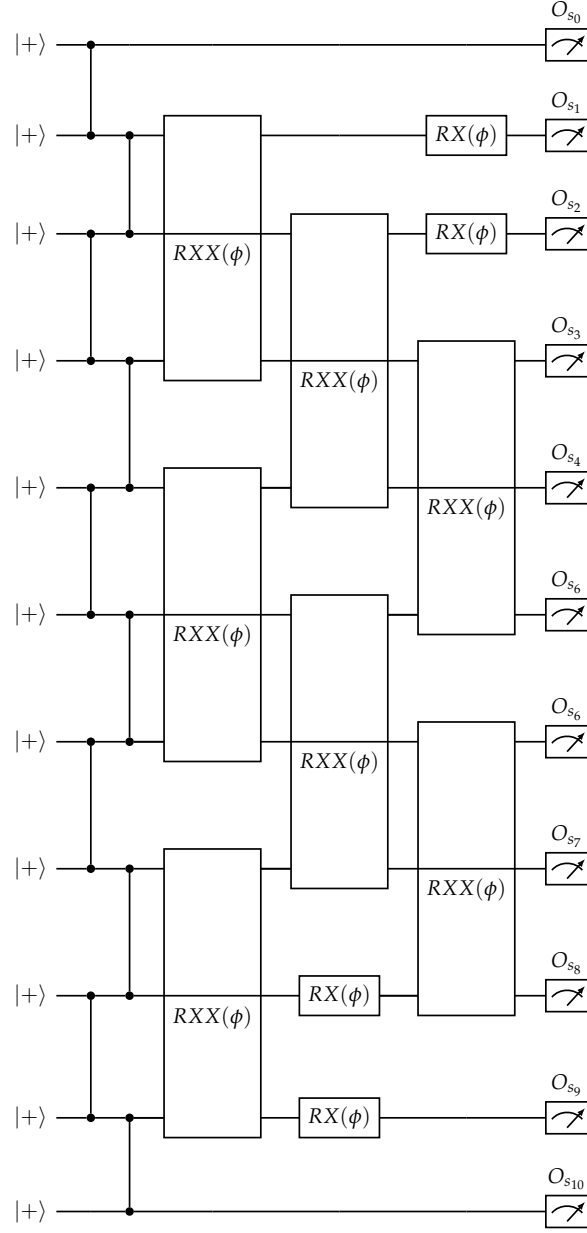 O_{s_0}
|+⟩
O_{s_1}
|+⟩ RX(ϕ)
O_{s_2}
|+⟩ RX(ϕ)
RXX(ϕ)
O_{s_3}
|+⟩
RXX(ϕ)
O_{s_4}
|+⟩
RXX(ϕ)
O_{s_6}
|+⟩
RXX(ϕ)
O_{s_6}
|+⟩
RXX(ϕ)
O_{s_7}
|+⟩
RXX(ϕ)
O_{s_8}
|+⟩ RX(ϕ)
RXX(ϕ)
O_{s_9}
|+⟩ RX(ϕ)
O_{s_{10}}
|+⟩